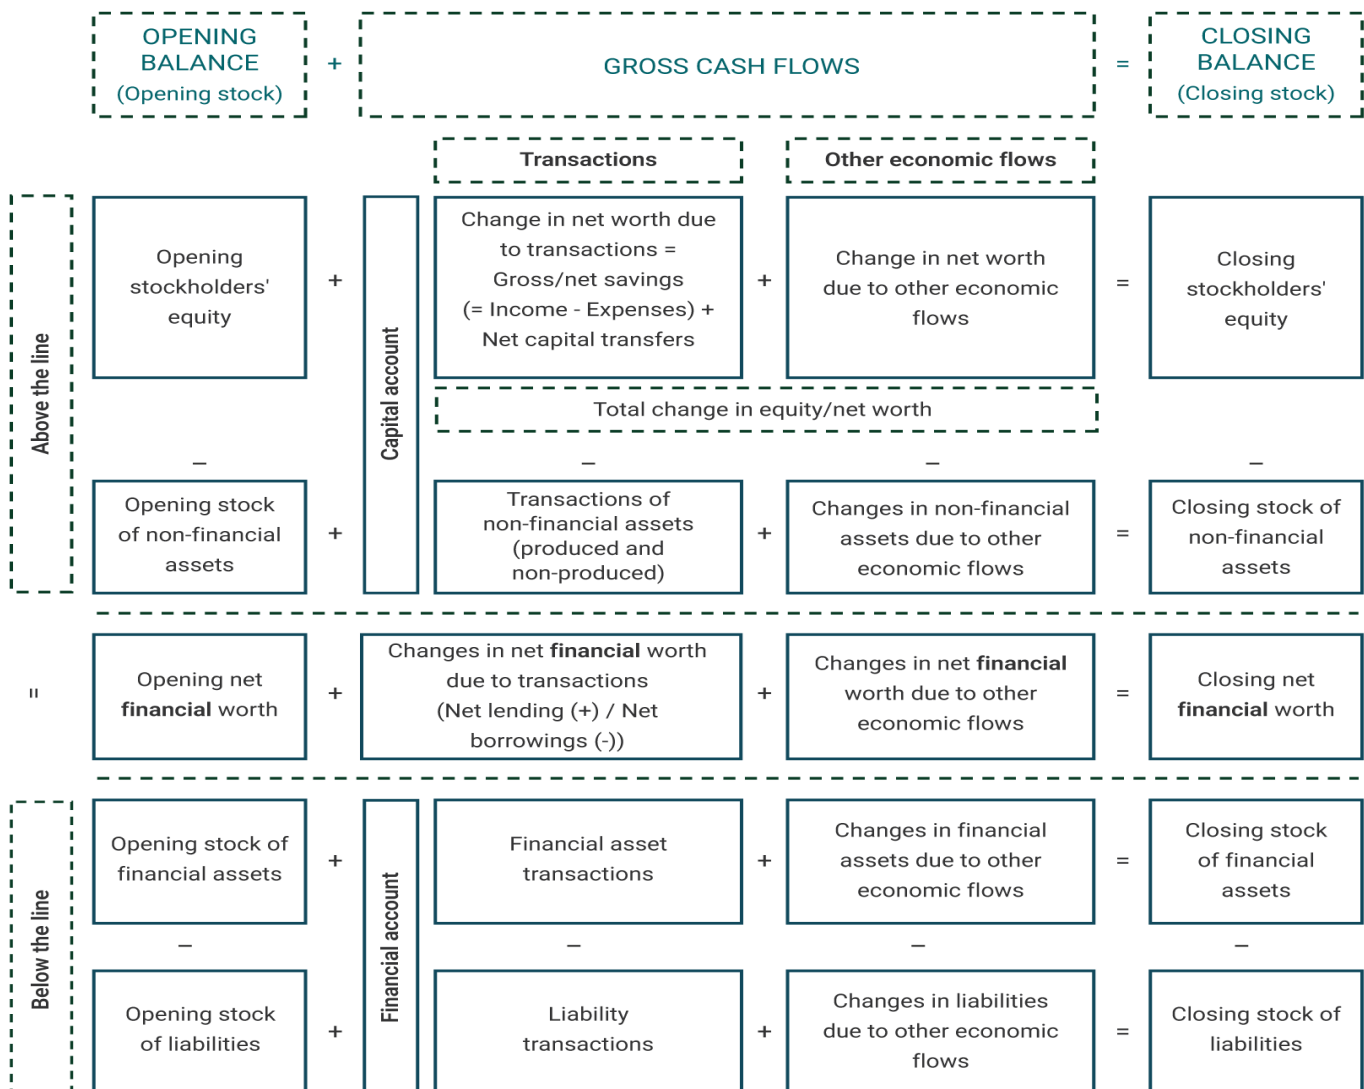 OPENING
BALANCE
(Opening stock)
+
GROSS CASH FLOWS
=
CLOSING
BALANCE
(Closing stock)
Transactions
Other economic flows
Above the line
Opening
stockholders'
equity
+
Capital account
Change in net worth due
to transactions =
Gross/net savings
(= Income - Expenses) +
Net capital transfers
+
Change in net worth
due to other economic
flows
=
Closing
stockholders'
equity
Total change in equity/net worth
– – – –
Opening stock
of non-financial
assets
+
Transactions of
non-financial assets
(produced and
non-produced)
+
Changes in non-financial
assets due to other
economic flows
=
Closing stock of
non-financial
assets
=
Opening net
financial worth
+
Changes in net financial worth
due to transactions
(Net lending (+) / Net
borrowings (-))
+
Changes in net financial
worth due to other
economic flows
=
Closing net
financial worth
Below the line
Opening stock of
financial assets
+
Financial account
Financial asset
transactions
+
Changes in financial
assets due to other
economic flows
=
Closing stock
of financial
assets
– – – –
Opening stock
of liabilities
+
Liability
transactions
+
Changes in liabilities
due to other economic
flows
=
Closing stock of
liabilities